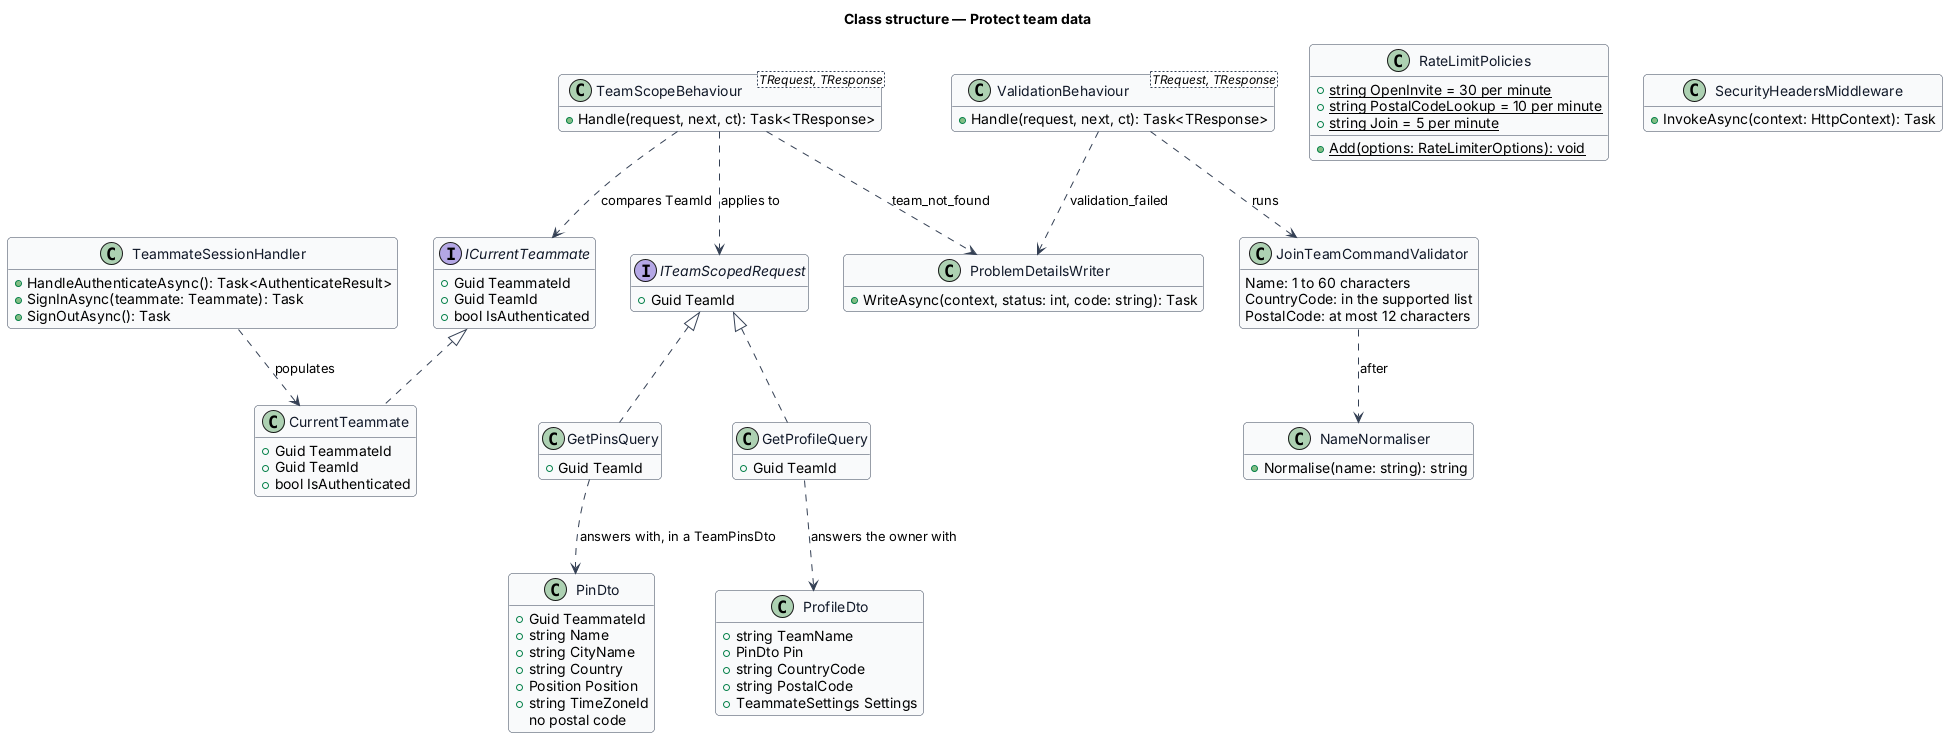 Class structure — Protect team data
TeamScopeBehaviour
TRequest, TResponse
Handle(request, next, ct): Task<TResponse>
ValidationBehaviour
TRequest, TResponse
Handle(request, next, ct): Task<TResponse>
RateLimitPolicies
string OpenInvite = 30 per minute
string PostalCodeLookup = 10 per minute
string Join = 5 per minute
Add(options: RateLimiterOptions): void
SecurityHeadersMiddleware
InvokeAsync(context: HttpContext): Task
compares TeamId
applies to
team_not_found
validation_failed
runs
TeammateSessionHandler
HandleAuthenticateAsync(): Task<AuthenticateResult>
SignInAsync(teammate: Teammate): Task
SignOutAsync(): Task
ICurrentTeammate
Guid TeammateId
Guid TeamId
bool IsAuthenticated
ITeamScopedRequest
Guid TeamId
ProblemDetailsWriter
WriteAsync(context, status: int, code: string): Task
JoinTeamCommandValidator
Name: 1 to 60 characters
CountryCode: in the supported list
PostalCode: at most 12 characters
populates
after
CurrentTeammate
Guid TeammateId
Guid TeamId
bool IsAuthenticated
GetPinsQuery
Guid TeamId
GetProfileQuery
Guid TeamId
NameNormaliser
Normalise(name: string): string
answers with, in a TeamPinsDto
answers the owner with
PinDto
Guid TeammateId
string Name
string CityName
string Country
Position Position
string TimeZoneId
no postal code
ProfileDto
string TeamName
PinDto Pin
string CountryCode
string PostalCode
TeammateSettings Settings